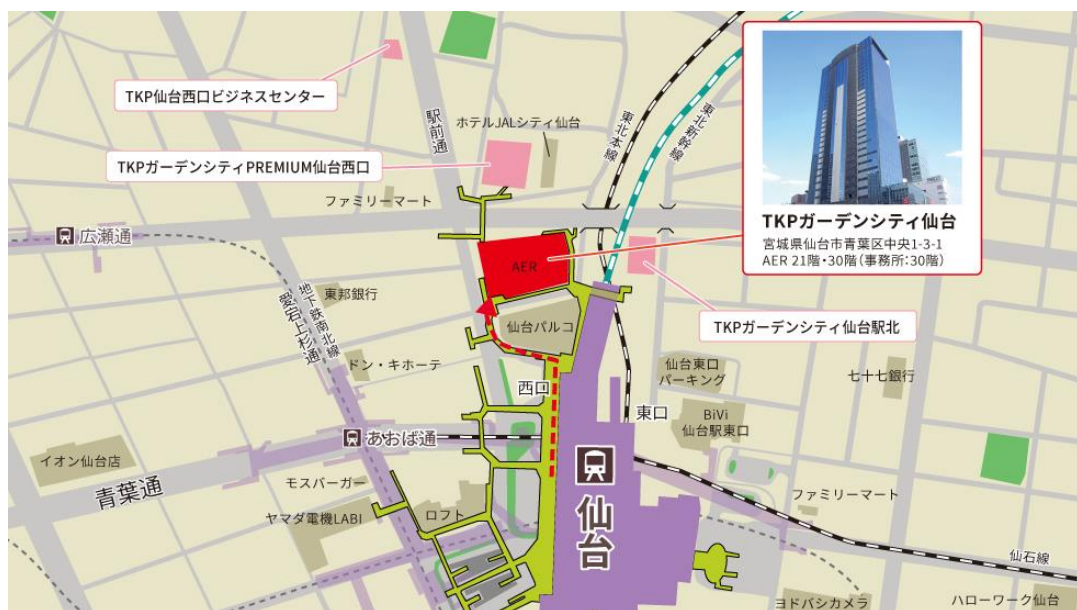 TKP仙台西口ビジネスセンター
駅前通
ホテルJALシティ仙台
東北本線
東北新幹線
TKPガーデンシティPREMIUM仙台西口
ファミリーマート
TKPガーデンシティ仙台
宮城県仙台市青葉区中央1-3-1
AER 21階・30階(事務所:30階)
広瀬通
AER
東邦銀行
地下鉄南北線
愛宕上杉通
仙台パルコ
TKPガーデンシティ仙台駅北
ドン・キホーテ
西口
仙台東口
パーキング
七十七銀行
東口
BiVi
仙台駅東口
あおば通
イオン仙台店
青葉通
モスバーガー
ヤマダ電機LABI
ロフト
仙台
ファミリーマート
仙石線
ヨドバシカメラ
ハローワーク仙台